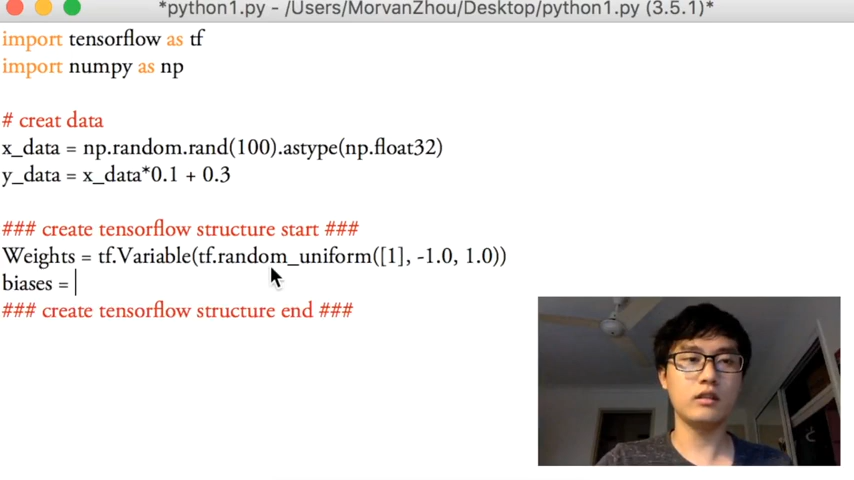 *python1.py - /Users/MorvanZhou/Desktop/python1.py (3.5.1)*
import tensorflow as tf
import numpy as np
# creat data
x_data = np.random.rand(100).astype(np.float32)
y_data = x_data*0.1 + 0.3
### create tensorflow structure start ###
Weights = tf.Variable(tf.random_uniform([1], -1.0, 1.0))
biases =
### create tensorflow structure end ###